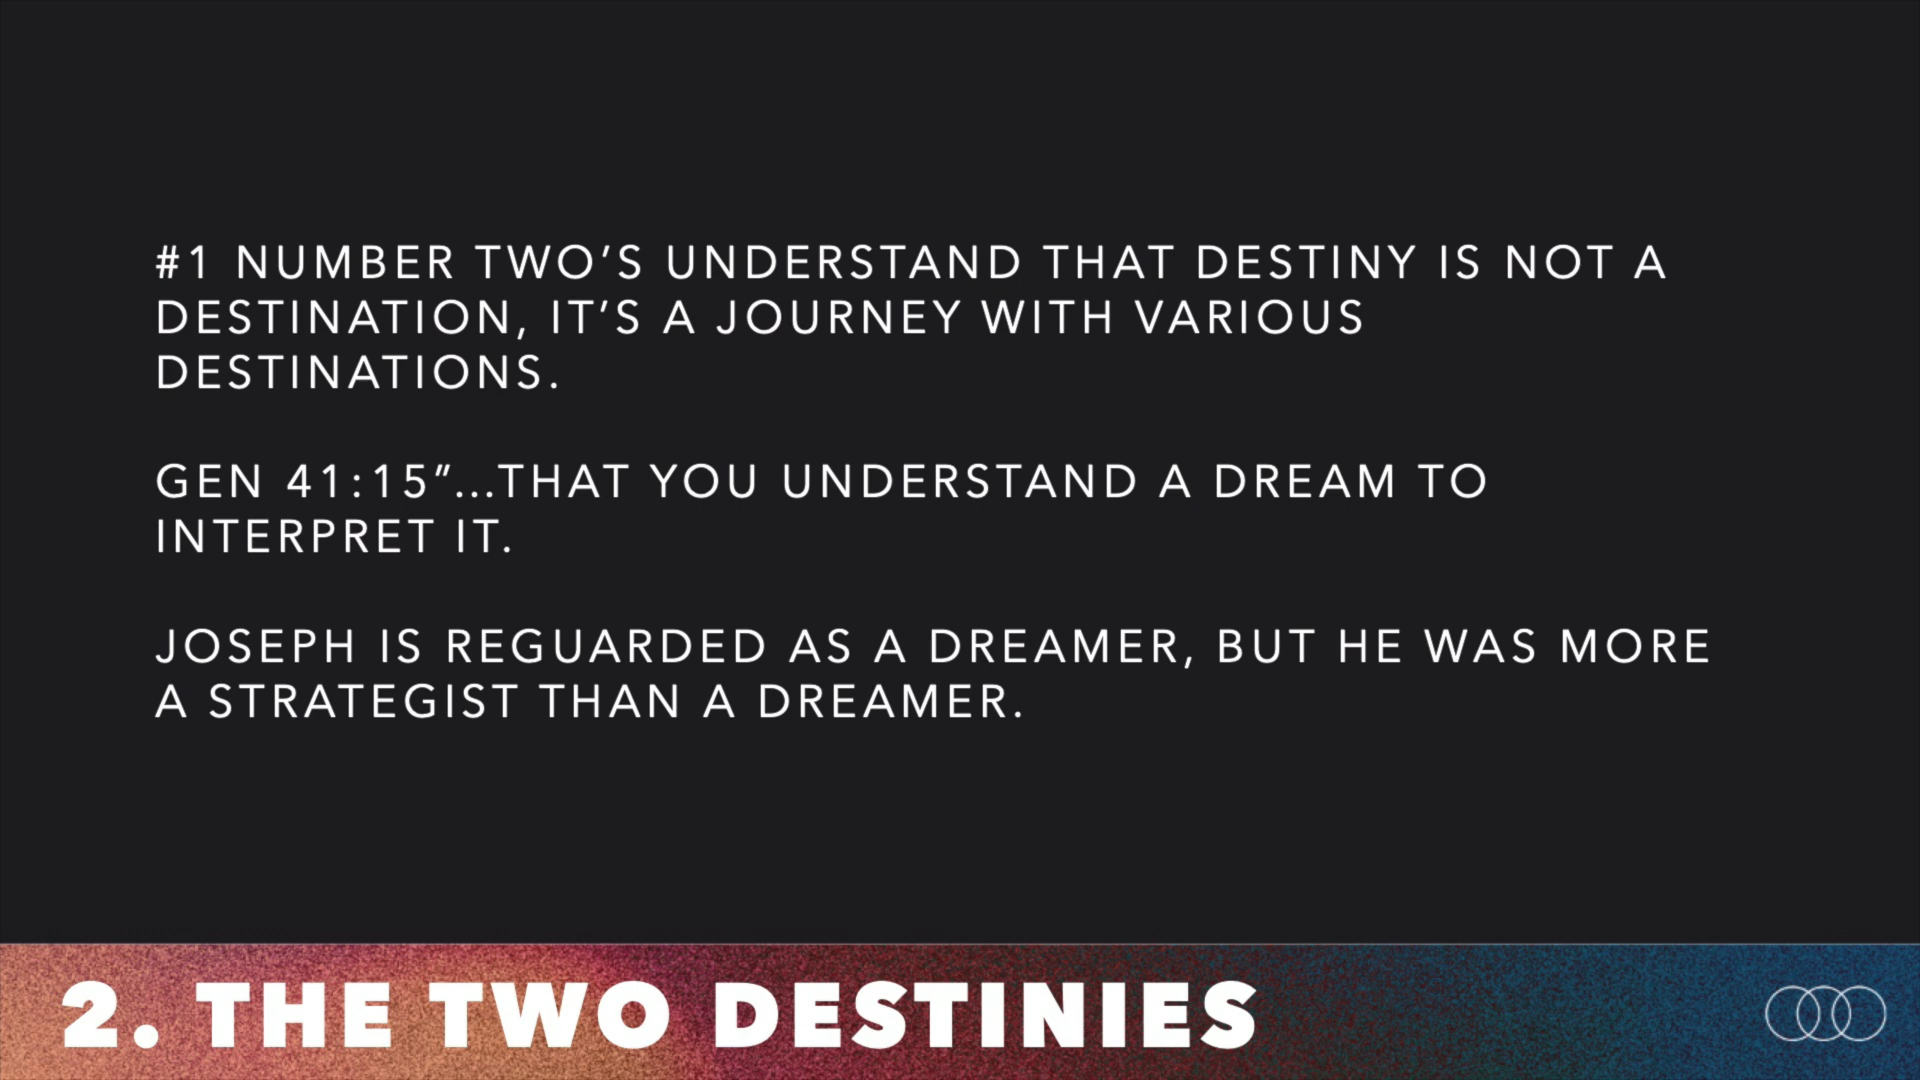 #1 NUMBER TWO’S UNDERSTAND THAT DESTINY IS NOT A
DESTINATION, IT’S A JOURNEY WITH VARIOUS
DESTINATIONS.
GEN 41:15”...THAT YOU UNDERSTAND A DREAM TO
INTERPRET IT.
JOSEPH IS REGUARDED AS A DREAMER, BUT HE WAS MORE
A STRATEGIST THAN A DREAMER.
2. THE TWO DESTINIES